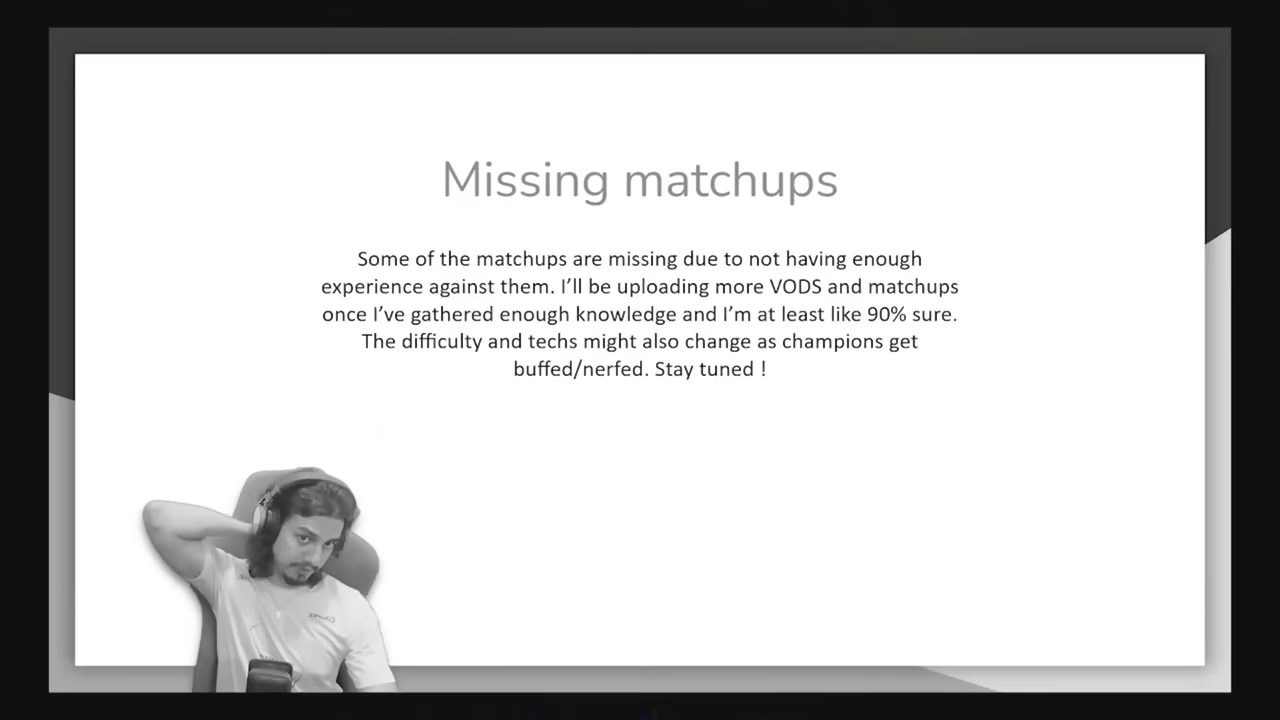 Missing matchups
Some of the matchups are missing due to not having enough
experience against them. I'll be uploading more VODS and matchups
once I've gathered enough knowledge and I'm at least like 90% sure.
The difficulty and techs might also change as champions get
buffed/nerfed. Stay tuned !